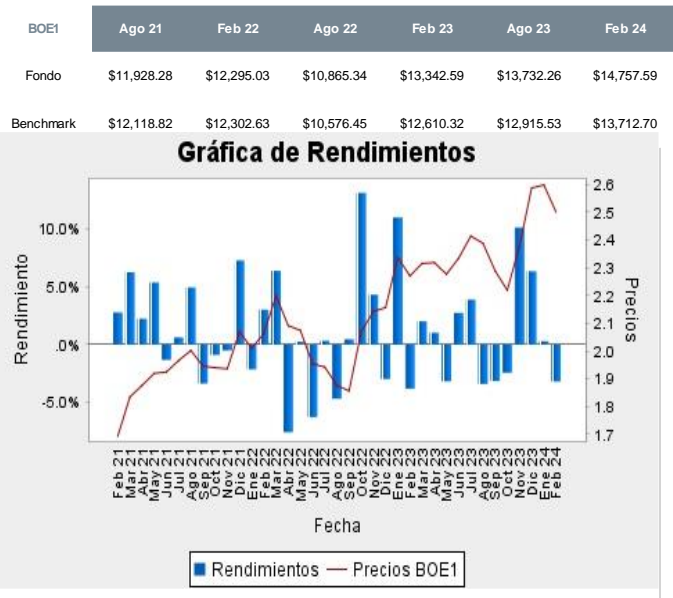 BOE1 Ago 21 Feb 22 Ago 22 Feb 23 Ago 23 Feb 24
Fondo $11,928.28 $12,295.03 $10,865.34 $13,342.59 $13,732.26 $14,757.59
Benchmark $12,118.82 $12,302.63 $10,576.45 $12,610.32 $12,915.53 $13,712.70
Gráfica de Rendimientos
Rendimiento
10.0%
5.0%
.0%
-5.0%
2.6
2.5
2.4
2.3
2.2
2.1
2.0
1.9
1.8
1.7
Precios
Feb 21
Mar 21
Abr 21
May 21
Jun 21
Jul 21
Ago 21
Sep 21
Oct 21
Nov 21
Dic 21
Ene 22
Feb 22
Mar 22
Abr 22
May 22
Jun 22
Jul 22
Ago 22
Sep 22
Oct 22
Nov 22
Dic 22
Ene 23
Feb 23
Mar 23
Abr 23
May 23
Jun 23
Jul 23
Ago 23
Sep 23
Oct 23
Nov 23
Dic 23
Ene 24
Feb 24
Fecha
Rendimientos Precios BOE1